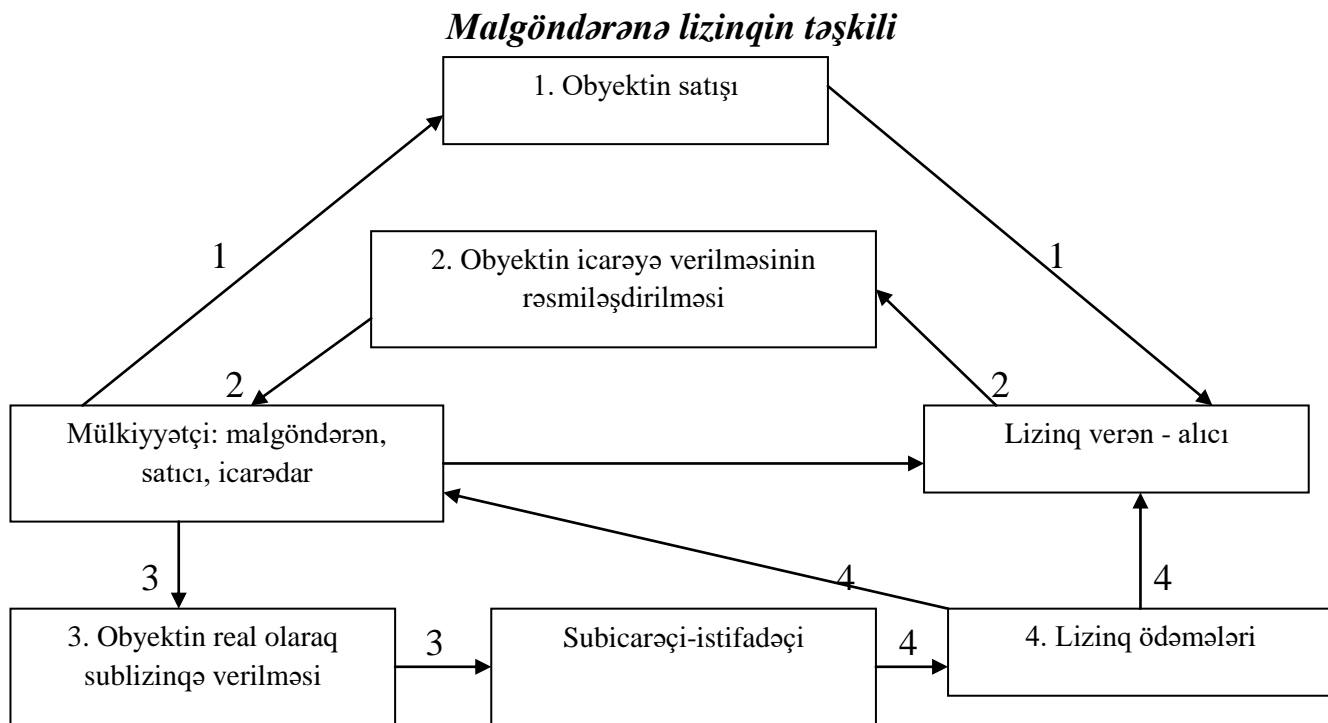 Malgöndərənə lizinqin təşkili
1. Obyektin satışı
1
1
2. Obyektin icarəyə verilməsinin
rəsmiləşdirilməsi
2
2
Mülkiyyətçi: malgöndərən,
satıcı, icarədar
Lizinq verən - alıcı
3
4
4
3. Obyektin real olaraq
sublizinqə verilməsi
3
Subicarəçi-istifadəçi
4
4. Lizinq ödəmələri